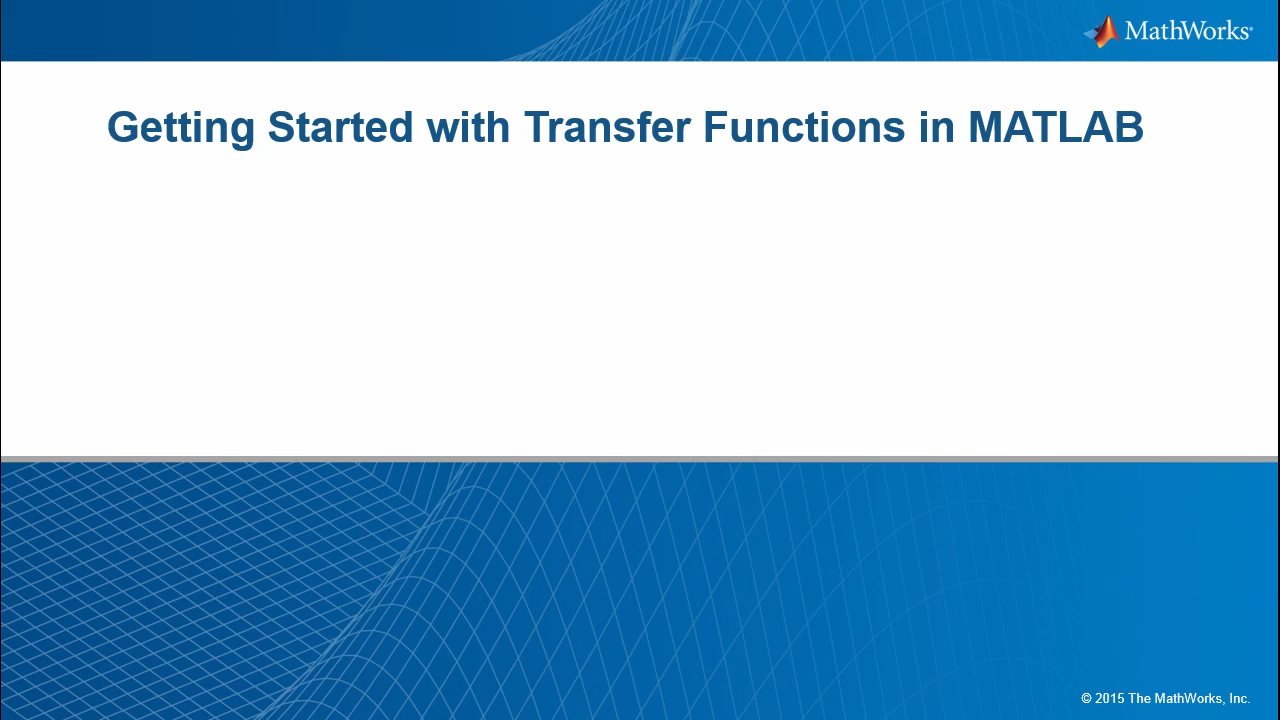 MathWorks®
Getting Started with Transfer Functions in MATLAB
© 2015 The MathWorks, Inc.